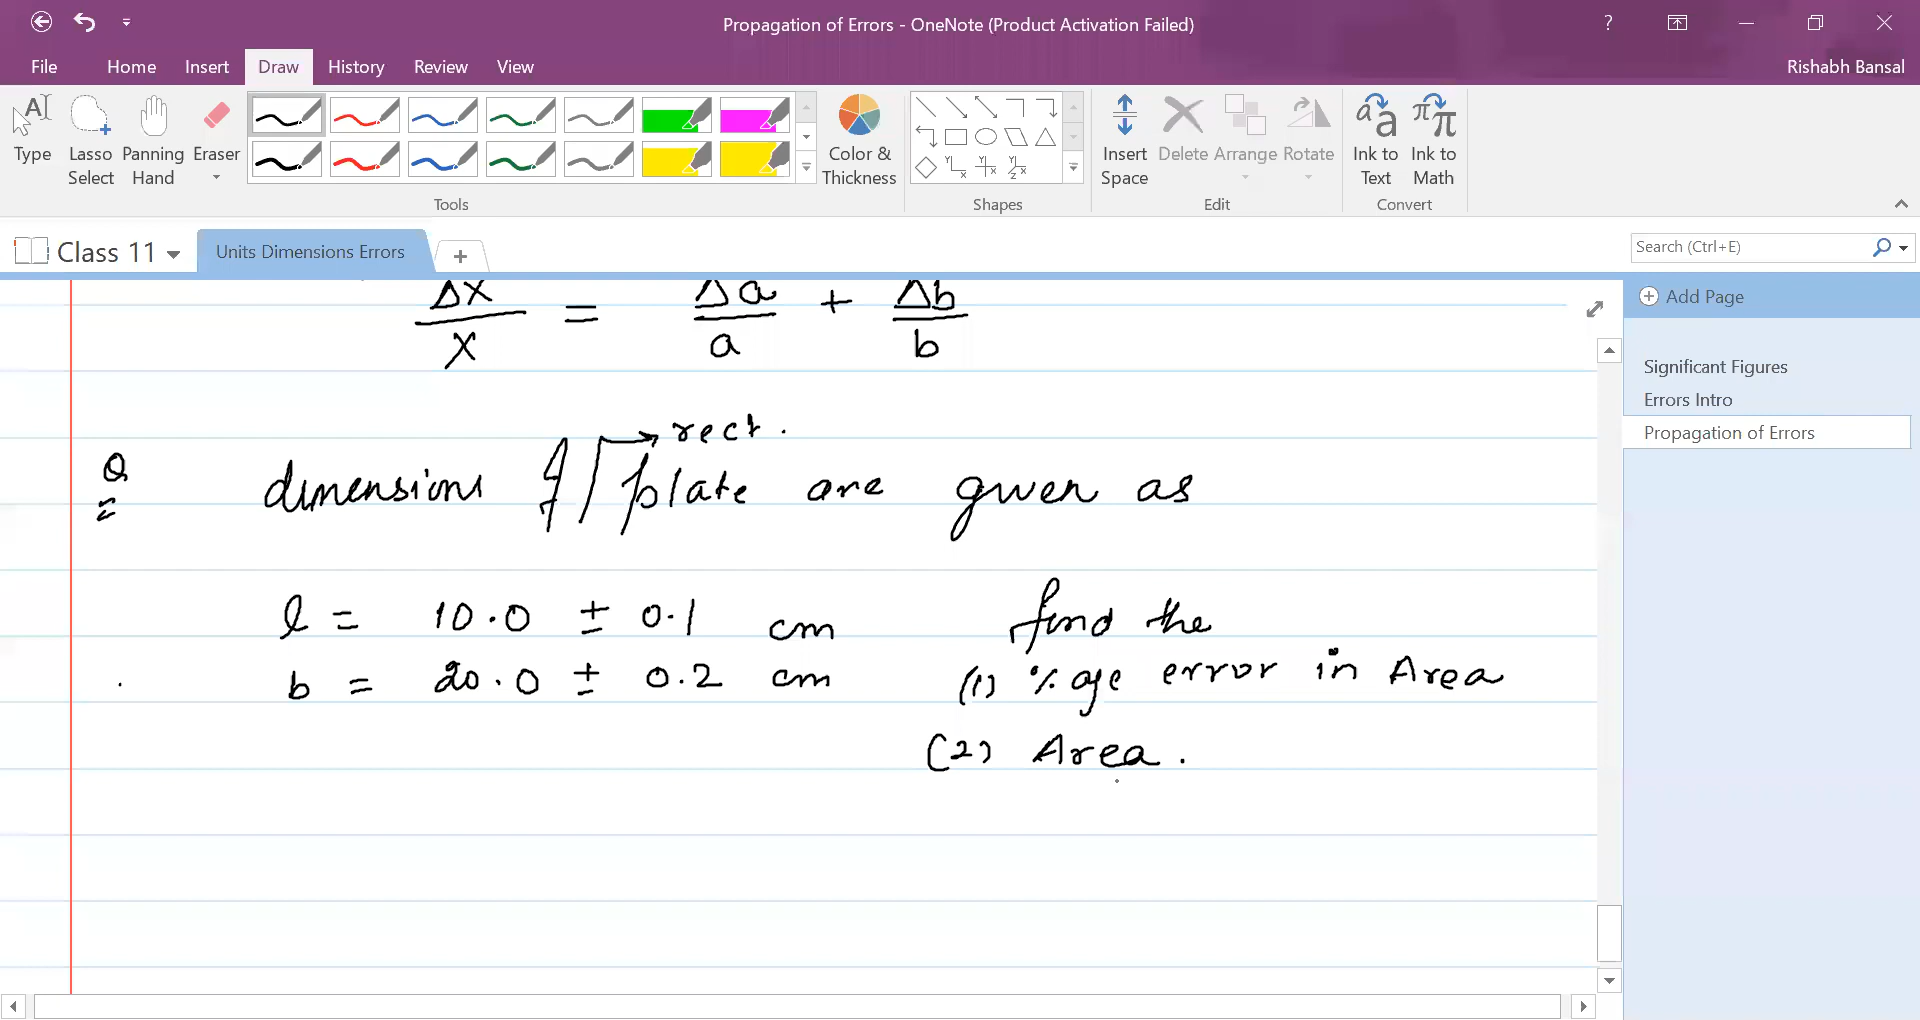 Propagation of Errors - OneNote (Product Activation Failed)
?
File Home Insert Draw History Review View
Rishabh Bansal
Type
Lasso Select
Panning Hand
Eraser
Color & Thickness
Insert Space
Delete
Arrange
Rotate
Ink to Text
Ink to Math
Tools
Shapes
Edit
Convert
Class 11
Units Dimensions Errors
+
Search (Ctrl+E)
Add Page
Significant Figures
Errors Intro
Propagation of Errors
Δx/x = Δa/a + Δb/b
→ rect.
Q dimensions of plate are given as
l = 10.0 ± 0.1 cm find the
b = 20.0 ± 0.2 cm (1) %age error in Area
(2) Area.